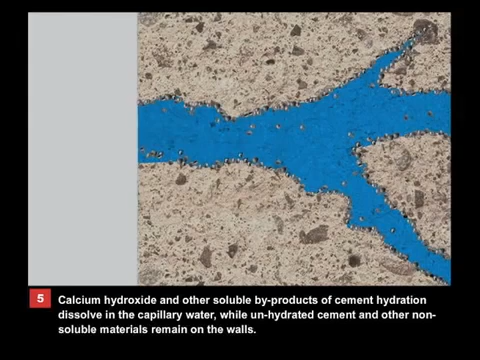 5
Calcium hydroxide and other soluble by-products of cement hydration
dissolve in the capillary water, while un-hydrated cement and other non-
soluble materials remain on the walls.